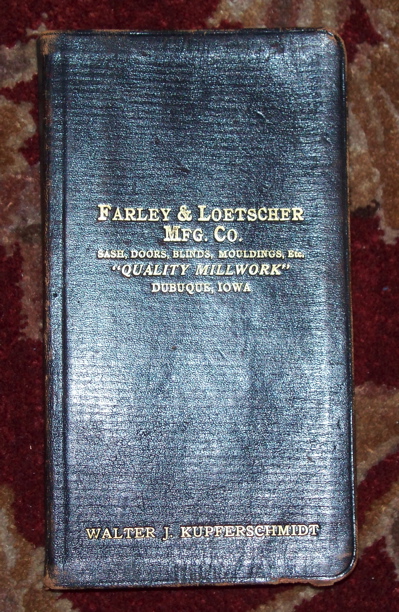 FARLEY & LOETSCHER
MFG. CO.
SASH, DOORS, BLINDS, MOULDINGS, Etc.
"QUALITY MILLWORK"
DUBUQUE, IOWA
WALTER J. KUPFERSCHMIDT